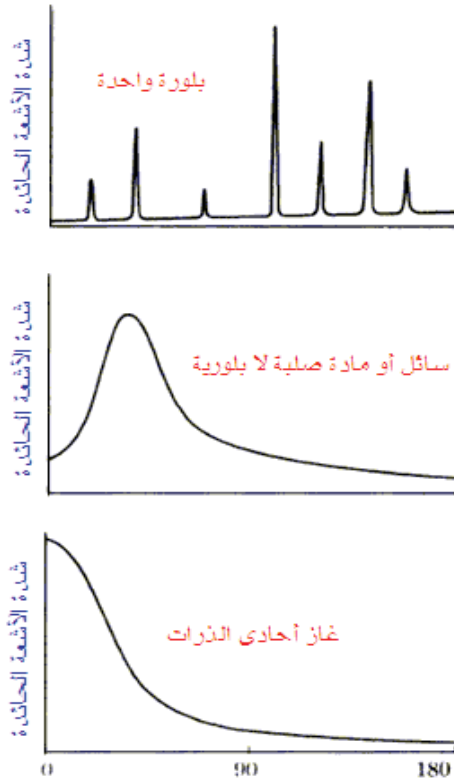 شدة الأشعة الحائدة
بلورة واحدة
شدة الأشعة الحائدة
سائل أو مادة صلبة لا بلورية
شدة الأشعة الحائدة
غاز أحادى الذرات
0 90 180